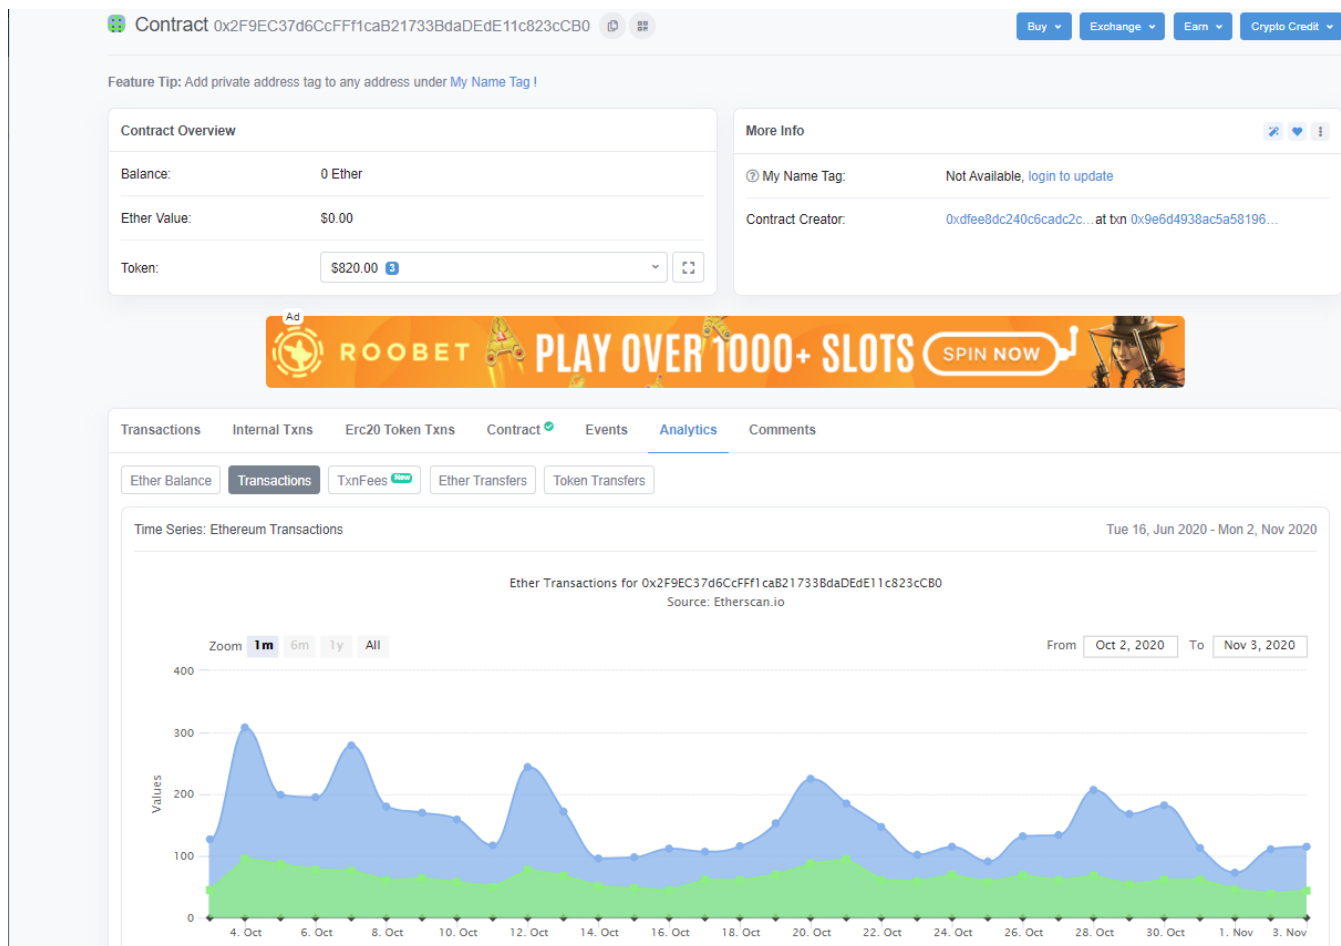 Contract 0x2F9EC37d6CcFFf1caB21733BdaDEdE11c823cCB0
Buy
Exchange
Earn
Crypto Credit
Feature Tip: Add private address tag to any address under My Name Tag !
Contract Overview
Balance: 0 Ether
Ether Value: $0.00
Token: $820.00 3
More Info
My Name Tag: Not Available, login to update
Contract Creator: 0xdfee8dc240c6cadc2c... at txn 0x9e6d4938ac5a58196...
Ad
ROOBET PLAY OVER 1000+ SLOTS SPIN NOW
Transactions Internal Txns Erc20 Token Txns Contract Events Analytics Comments
Ether Balance Transactions TxnFees New Ether Transfers Token Transfers
Time Series: Ethereum Transactions Tue 16, Jun 2020 - Mon 2, Nov 2020
Ether Transactions for 0x2F9EC37d6CcFFf1caB21733BdaDEdE11c823cCB0
Source: Etherscan.io
Zoom 1m 6m 1y All From Oct 2, 2020 To Nov 3, 2020
Values
400
300
200
100
0
4. Oct 6. Oct 8. Oct 10. Oct 12. Oct 14. Oct 16. Oct 18. Oct 20. Oct 22. Oct 24. Oct 26. Oct 28. Oct 30. Oct 1. Nov 3. Nov